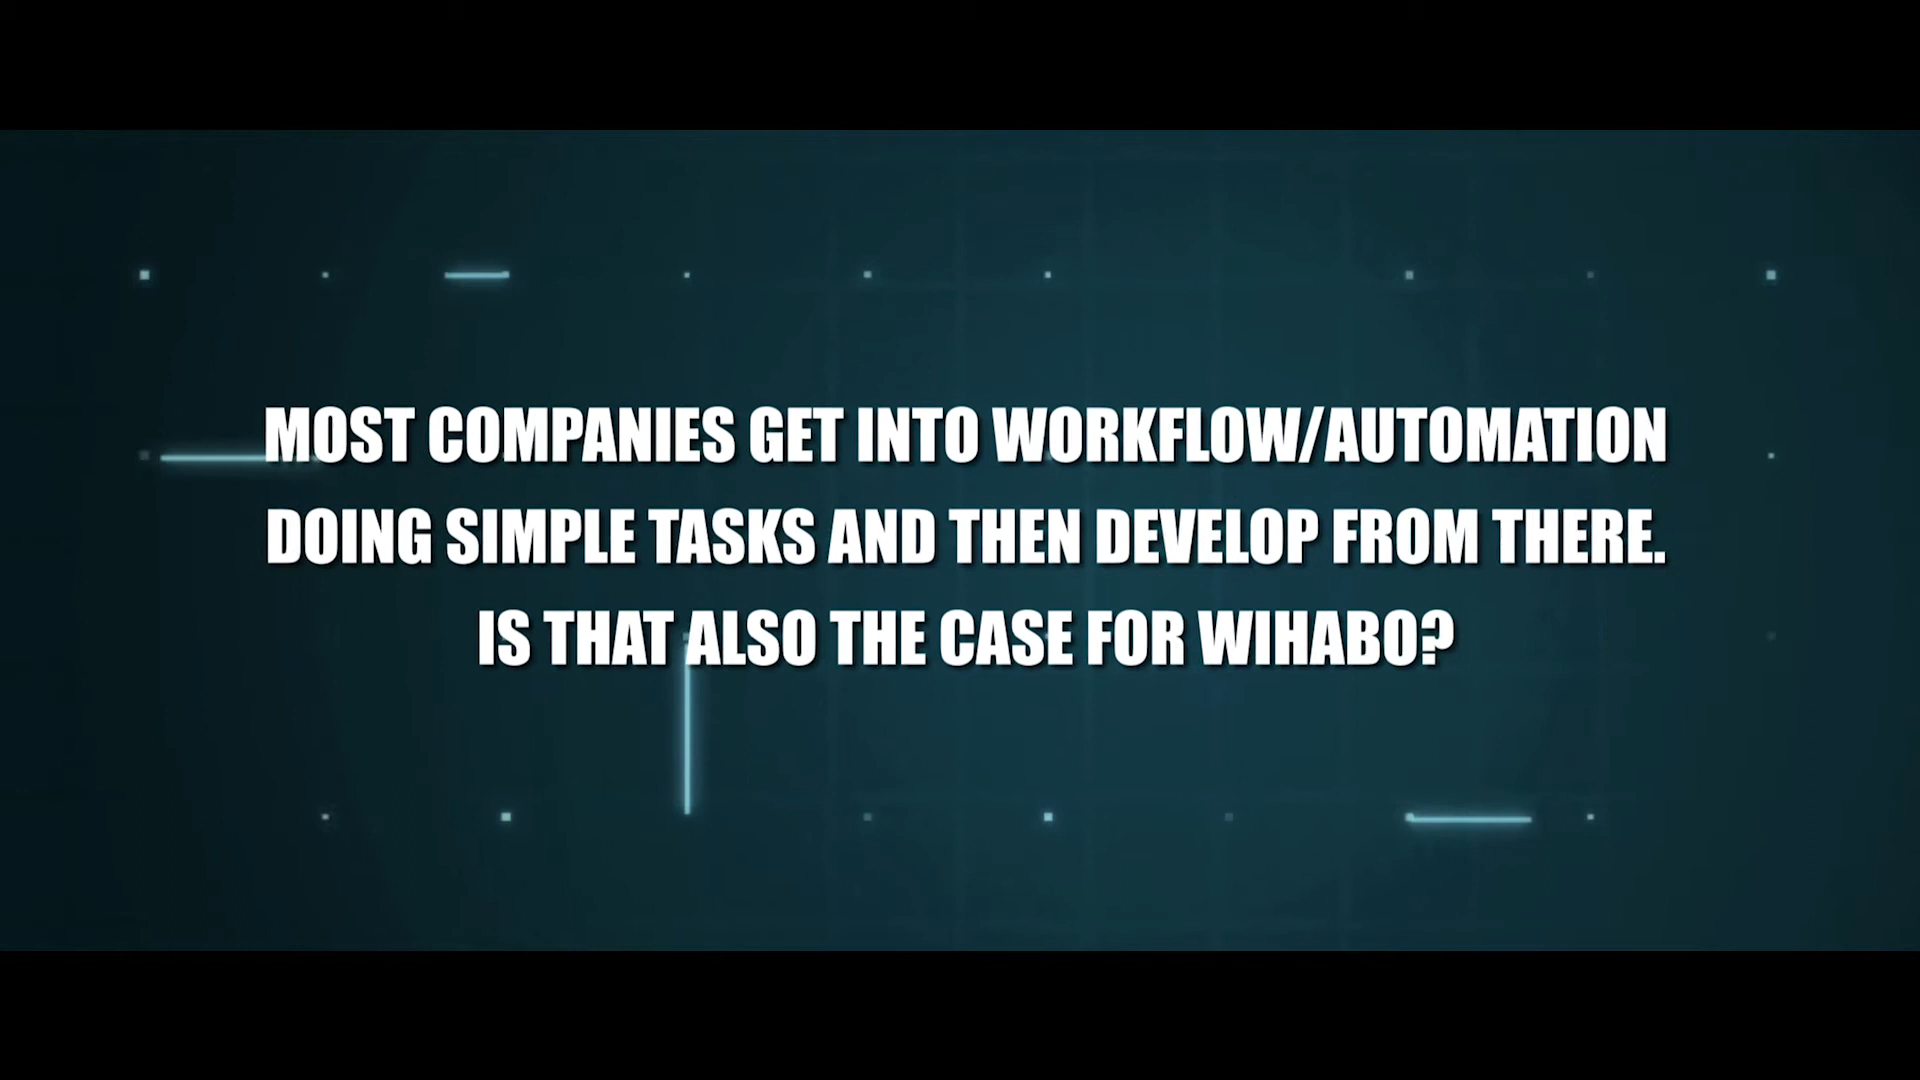 MOST COMPANIES GET INTO WORKFLOW/AUTOMATION
DOING SIMPLE TASKS AND THEN DEVELOP FROM THERE.
IS THAT ALSO THE CASE FOR WIHABO?